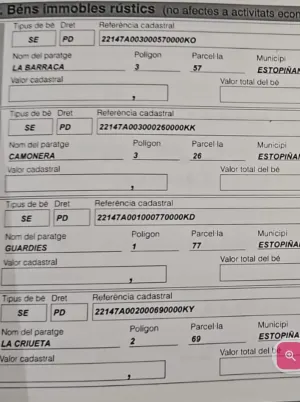 . Béns immobles rústics (no afectes a activitats econ
Tipus de bé Dret Referència cadastral
SE PD 22147A003000570000KO
Nom del paratge Polígon Parcel·la Municipi
LA BARRACA 3 57 ESTOPIÑAN
Valor cadastral Valor total del bé
,
Tipus de bé Dret Referència cadastral
SE PD 22147A003000260000KK
Nom del paratge Polígon Parcel·la Municipi
CAMONERA 3 26 ESTOPIÑAN
Valor cadastral Valor total del bé
,
Tipus de bé Dret Referència cadastral
SE PD 22147A001000770000KD
Nom del paratge Polígon Parcel·la Municipi
GUARDIES 1 77 ESTOPIÑA
Valor cadastral Valor total del bé
,
Tipus de bé Dret Referència cadastral
SE PD 22147A002000690000KY
Nom del paratge Polígon Parcel·la Municipi
LA CRIUETA 2 69 ESTOPIÑA
Valor cadastral Valor total del bé
,